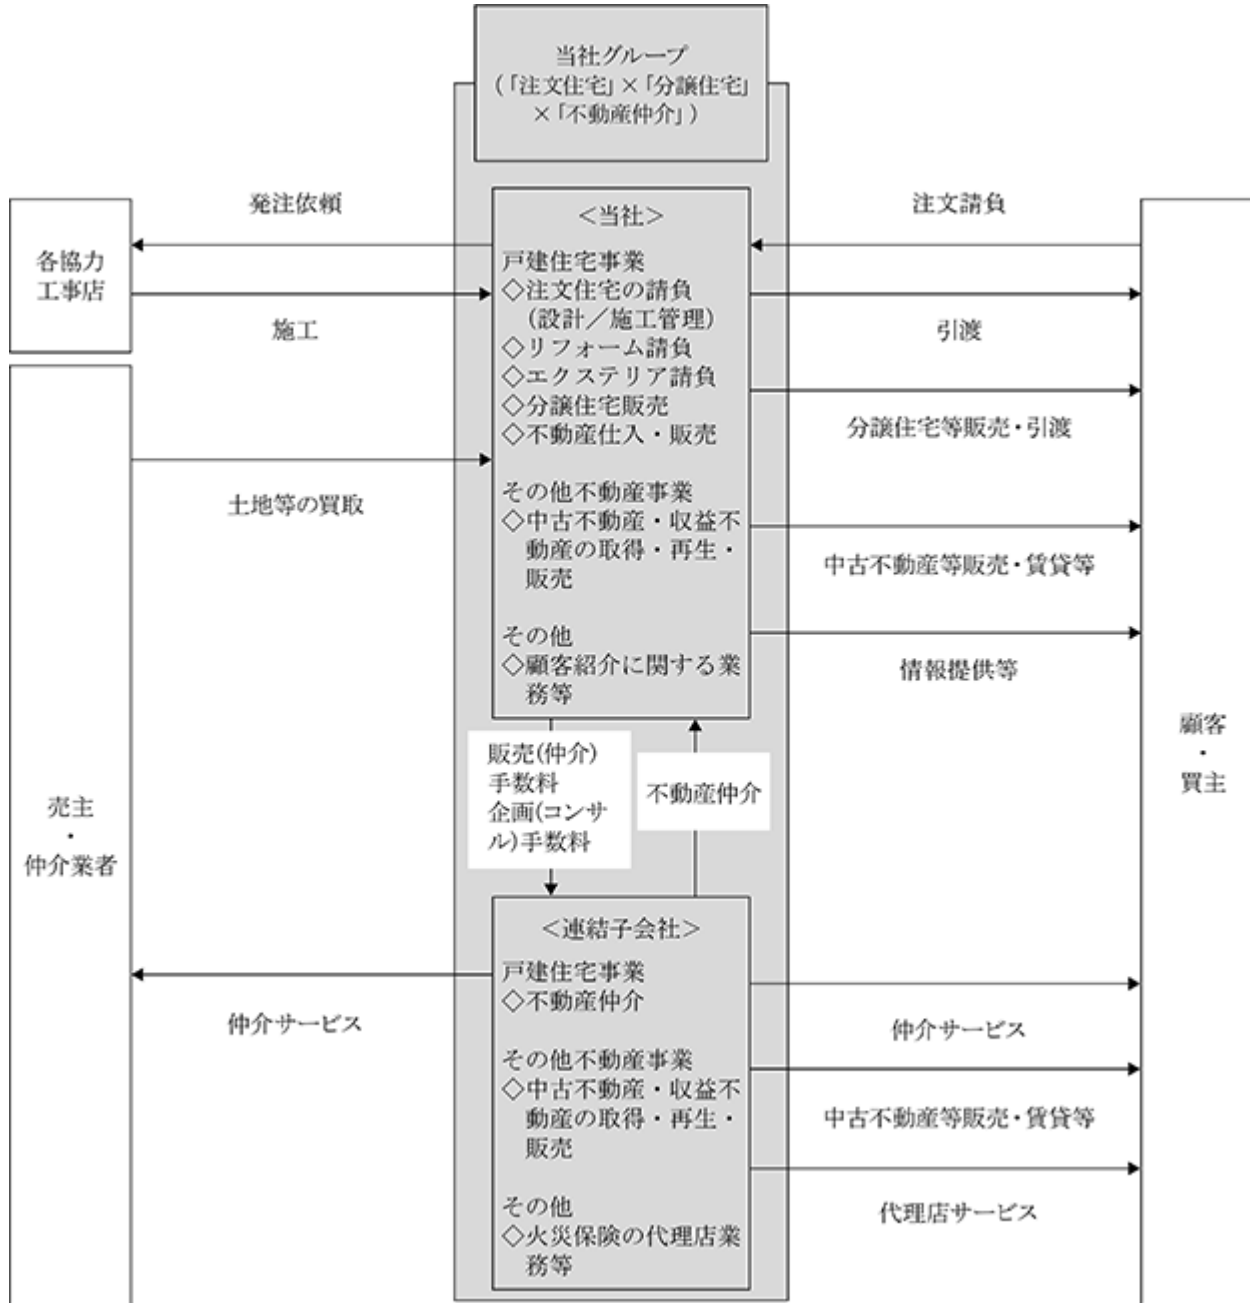 当社グループ
(「注文住宅」×「分譲住宅」
×「不動産仲介」)
発注依頼
注文請負
各協力
工事店
施工
引渡
＜当社＞
戸建住宅事業
◇注文住宅の請負
(設計／施工管理)
◇リフォーム請負
◇エクステリア請負
◇分譲住宅販売
◇不動産仕入・販売
その他不動産事業
◇中古不動産・収益不
動産の取得・再生・
販売
その他
◇顧客紹介に関する業
務等
分譲住宅等販売・引渡
土地等の買取
中古不動産等販売・賃貸等
情報提供等
販売(仲介)
手数料
企画(コンサ
ル)手数料
不動産仲介
売主
・
仲介業者
顧客
・
買主
＜連結子会社＞
戸建住宅事業
◇不動産仲介
その他不動産事業
◇中古不動産・収益不
動産の取得・再生・
販売
その他
◇火災保険の代理店業
務等
仲介サービス
仲介サービス
中古不動産等販売・賃貸等
代理店サービス